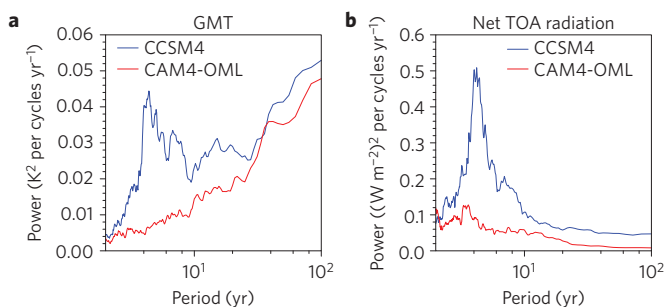 a
GMT
Power (K² per cycles yr⁻¹)
0.06
0.05
0.04
0.03
0.02
0.01
0.00
CCSM4
CAM4-OML
10¹
10²
Period (yr)
b
Net TOA radiation
Power ((W m⁻²)² per cycles yr⁻¹)
0.6
0.5
0.4
0.3
0.2
0.1
0
CCSM4
CAM4-OML
10¹
10²
Period (yr)